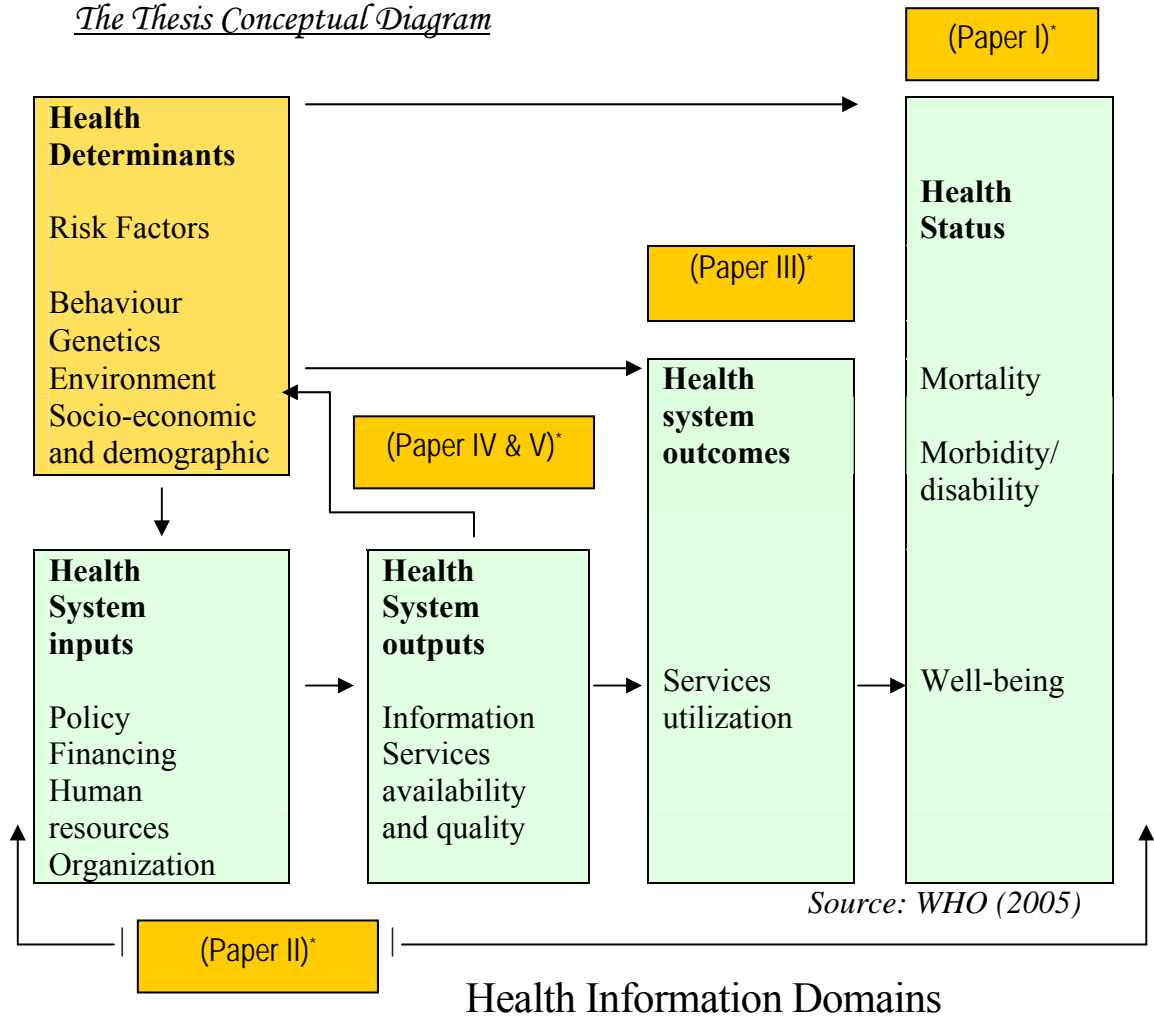 The Thesis Conceptual Diagram
(Paper I)*
Health
Determinants
Risk Factors
Behaviour
Genetics
Environment
Socio-economic
and demographic
Health
Status
Mortality
Morbidity/
disability
Well-being
(Paper III)*
Health
system
outcomes
Services
utilization
(Paper IV & V)*
Health
System
inputs
Policy
Financing
Human
resources
Organization
Health
System
outputs
Information
Services
availability
and quality
Source: WHO (2005)
(Paper II)*
Health Information Domains